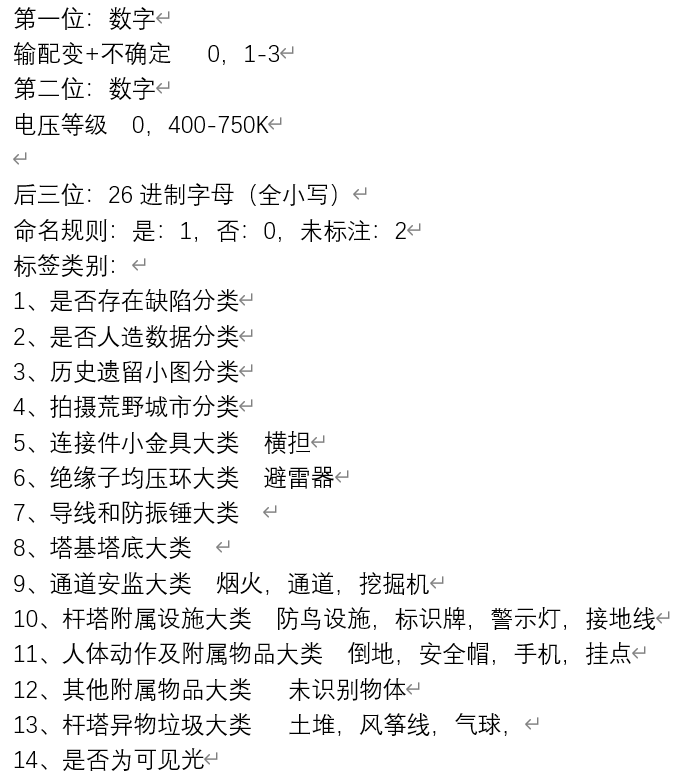 第一位：数字
输配变+不确定 0，1-3
第二位：数字
电压等级 0，400-750K
后三位：26 进制字母（全小写）
命名规则：是：1，否：0，未标注：2
标签类别：
1、是否存在缺陷分类
2、是否人造数据分类
3、历史遗留小图分类
4、拍摄荒野城市分类
5、连接件小金具大类 横担
6、绝缘子均压环大类 避雷器
7、导线和防振锤大类
8、塔基塔底大类
9、通道安监大类 烟火，通道，挖掘机
10、杆塔附属设施大类 防鸟设施，标识牌，警示灯，接地线
11、人体动作及附属物品大类 倒地，安全帽，手机，挂点
12、其他附属物品大类 未识别物体
13、杆塔异物垃圾大类 土堆，风筝线，气球，
14、是否为可见光